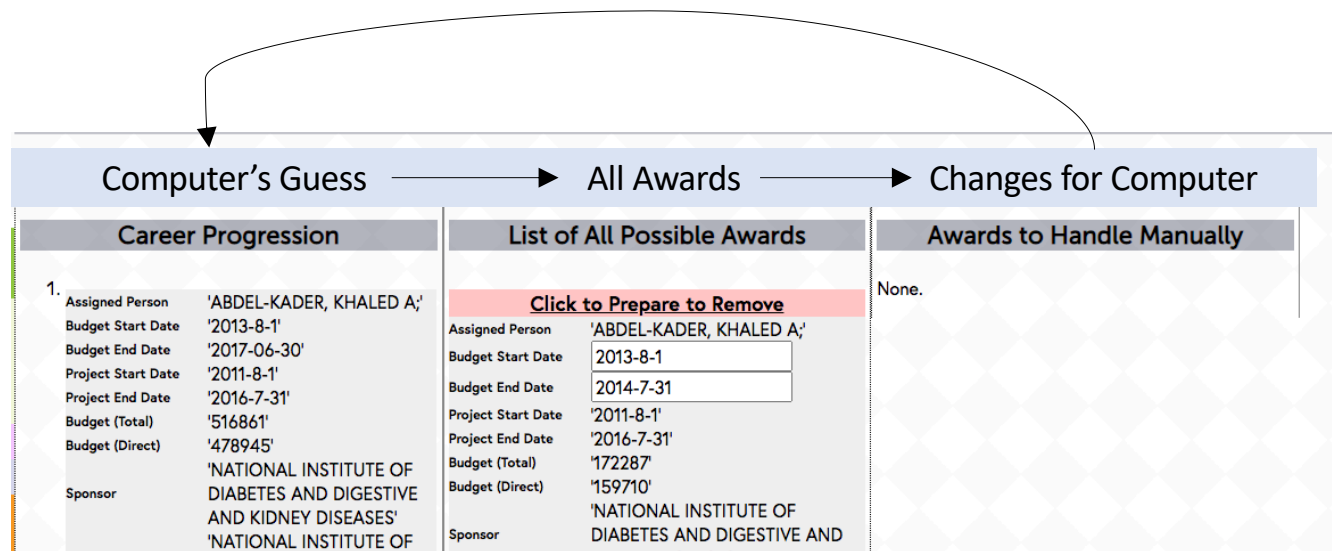 Computer's Guess
All Awards
Changes for Computer
Career Progression
List of All Possible Awards
Awards to Handle Manually
1.
Assigned Person 'ABDEL-KADER, KHALED A;'
Budget Start Date '2013-8-1'
Budget End Date '2017-06-30'
Project Start Date '2011-8-1'
Project End Date '2016-7-31'
Budget (Total) '516861'
Budget (Direct) '478945'
'NATIONAL INSTITUTE OF
Sponsor DIABETES AND DIGESTIVE
AND KIDNEY DISEASES'
'NATIONAL INSTITUTE OF
Click to Prepare to Remove
Assigned Person 'ABDEL-KADER, KHALED A;'
Budget Start Date 2013-8-1
Budget End Date 2014-7-31
Project Start Date '2011-8-1'
Project End Date '2016-7-31'
Budget (Total) '172287'
Budget (Direct) '159710'
'NATIONAL INSTITUTE OF
Sponsor DIABETES AND DIGESTIVE AND
None.